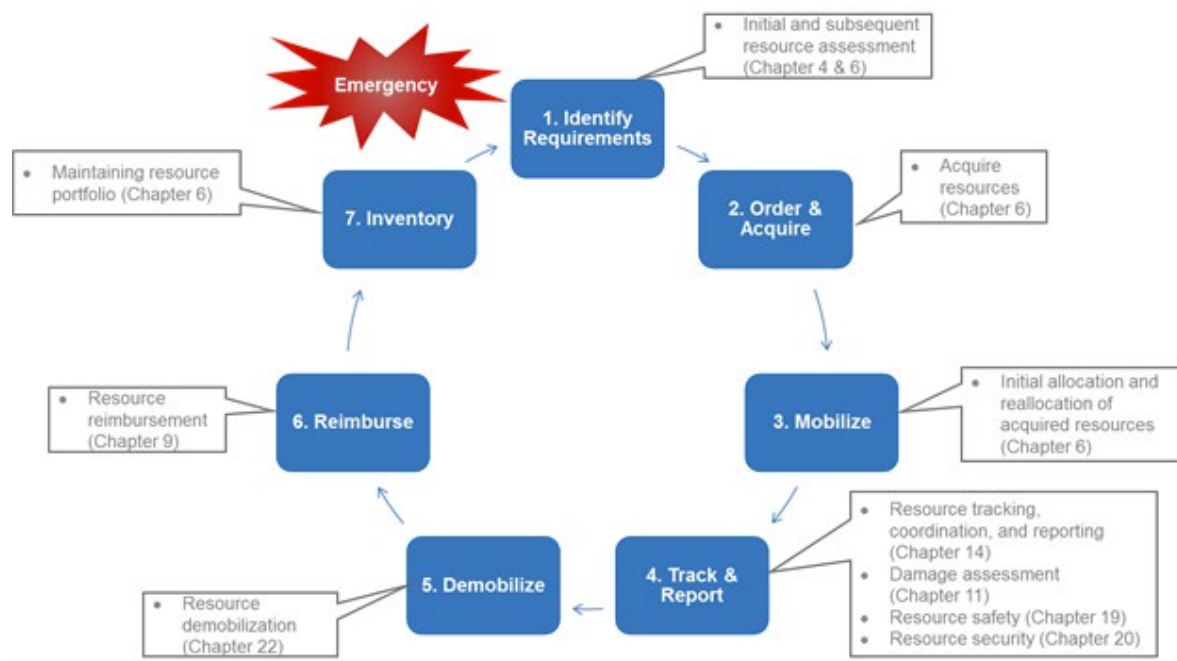 Emergency
1. Identify
Requirements
• Initial and subsequent
resource assessment
(Chapter 4 & 6)
2. Order &
Acquire
• Acquire
resources
(Chapter 6)
3. Mobilize
• Initial allocation and
reallocation of
acquired resources
(Chapter 6)
4. Track &
Report
• Resource tracking,
coordination, and reporting
(Chapter 14)
• Damage assessment
(Chapter 11)
• Resource safety (Chapter 19)
• Resource security (Chapter 20)
5. Demobilize
• Resource
demobilization
(Chapter 22)
6. Reimburse
• Resource
reimbursement
(Chapter 9)
7. Inventory
• Maintaining resource
portfolio (Chapter 6)